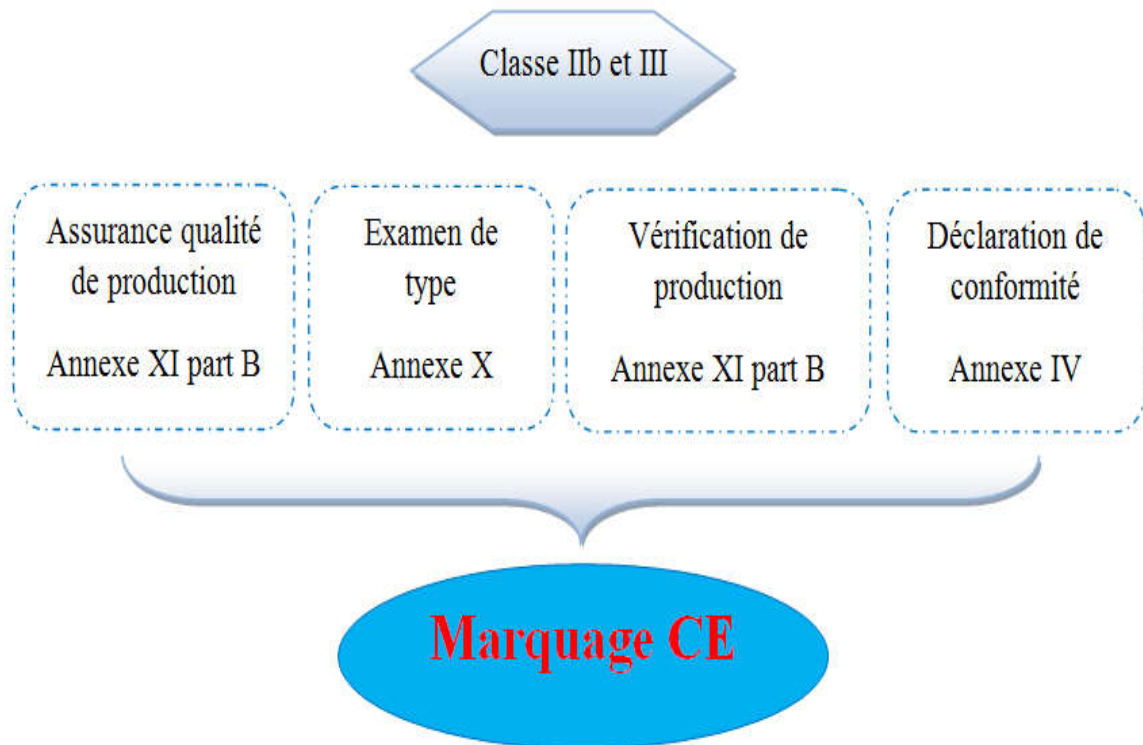 Classe IIb et III
Assurance qualité
de production
Annexe XI part B
Examen de
type
Annexe X
Vérification de
production
Annexe XI part B
Déclaration de
conformité
Annexe IV
Marquage CE